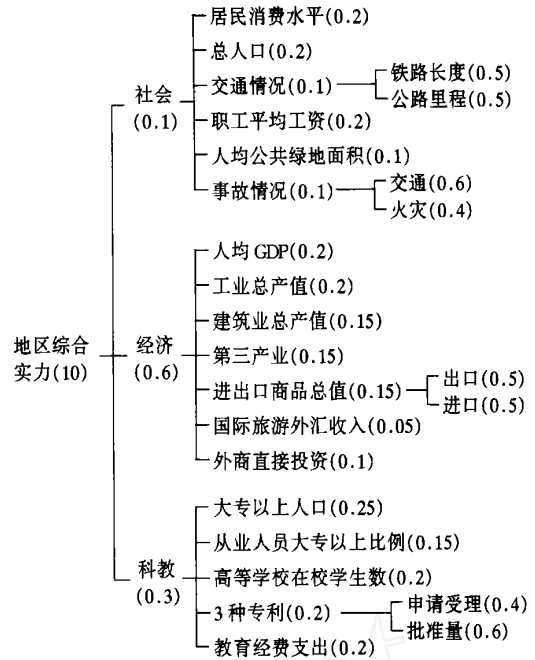 居民消费水平(0.2)
总人口(0.2)
交通情况(0.1)
铁路长度(0.5)
公路里程(0.5)
社会
(0.1)
职工平均工资(0.2)
人均公共绿地面积(0.1)
事故情况(0.1)
交通(0.6)
火灾(0.4)
地区综合
实力(10)
经济
(0.6)
人均GDP(0.2)
工业总产值(0.2)
建筑业总产值(0.15)
第三产业(0.15)
进出口商品总值(0.15)
出口(0.5)
进口(0.5)
国际旅游外汇收入(0.05)
外商直接投资(0.1)
科教
(0.3)
大专以上人口(0.25)
从业人员大专以上比例(0.15)
高等学校在校学生数(0.2)
3种专利(0.2)
申请受理(0.4)
批准量(0.6)
教育经费支出(0.2)